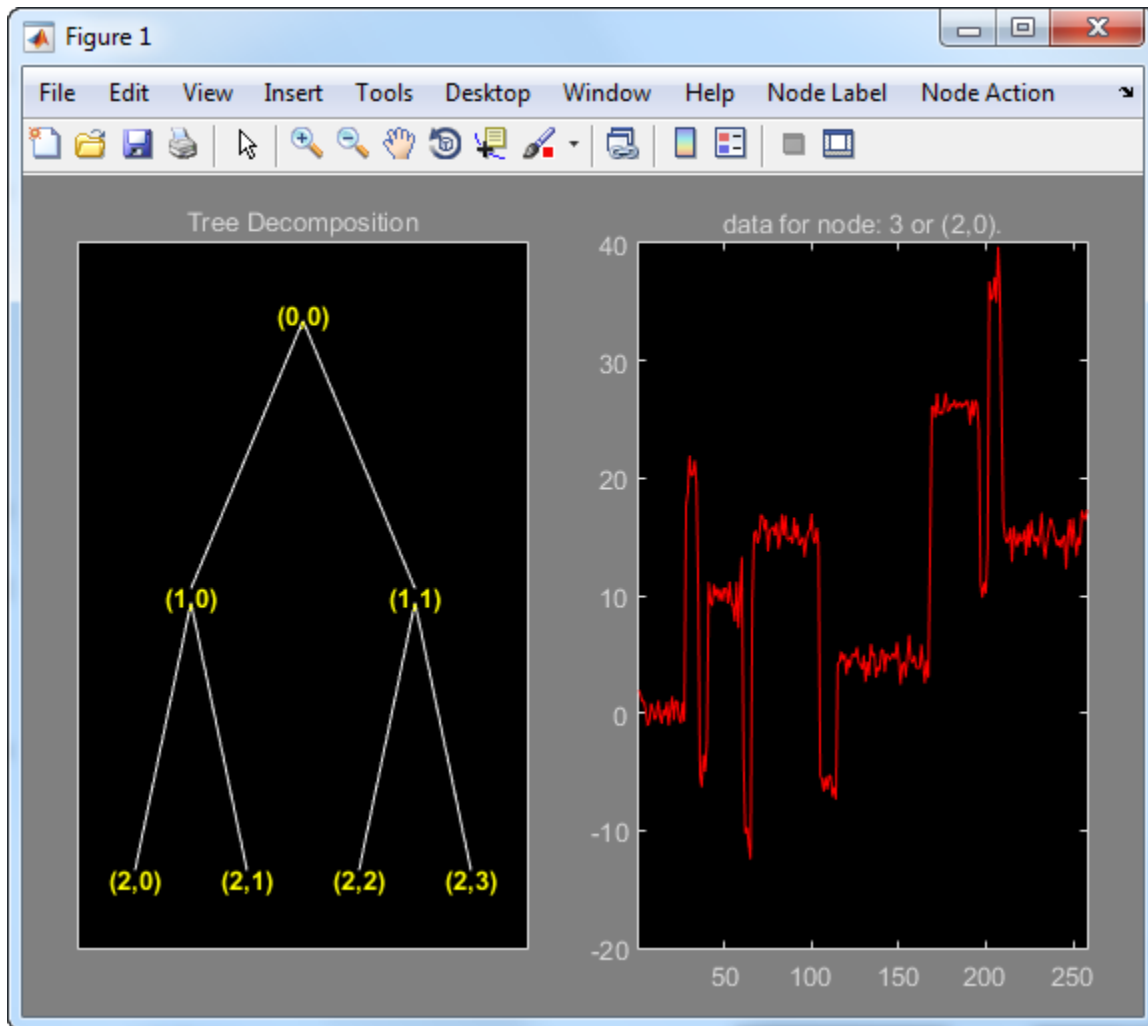 Figure 1
File Edit View Insert Tools Desktop Window Help Node Label Node Action
Tree Decomposition
(0,0)
(1,0) (1,1)
(2,0) (2,1) (2,2) (2,3)
data for node: 3 or (2,0).
40
30
20
10
0
-10
-20
50 100 150 200 250